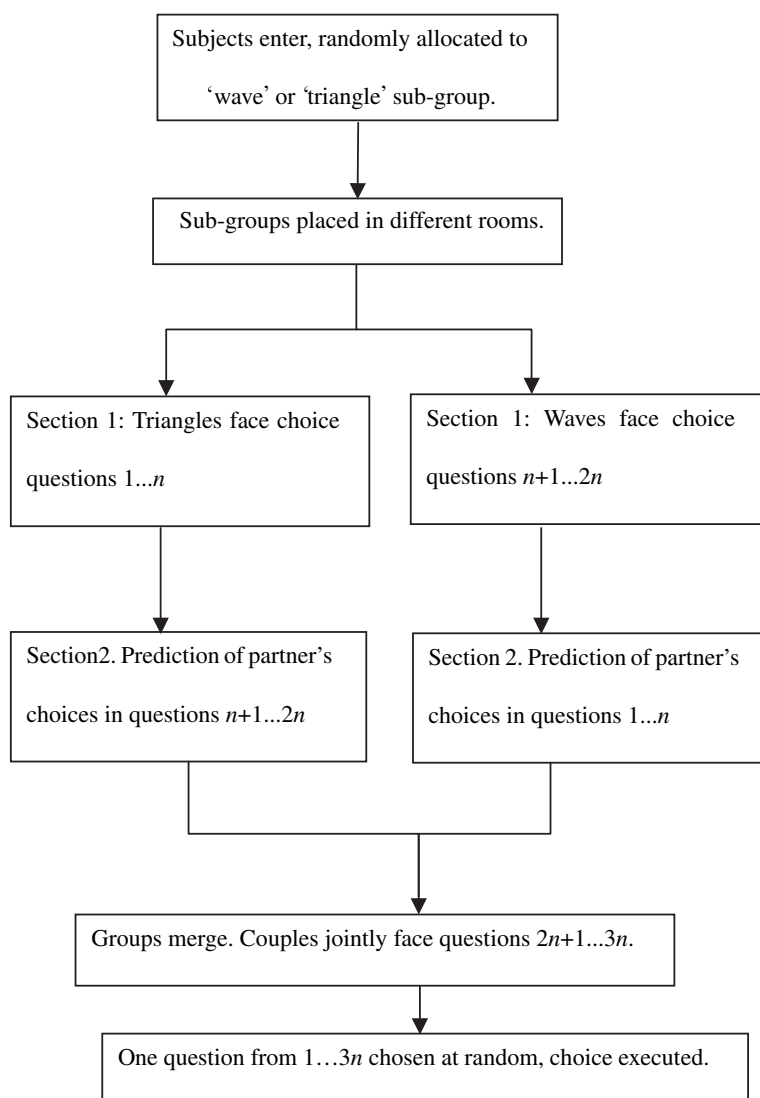 Subjects enter, randomly allocated to
‘wave’ or ‘triangle’ sub-group.
Sub-groups placed in different rooms.
Section 1: Triangles face choice
questions 1...n
Section 1: Waves face choice
questions n+1...2n
Section2. Prediction of partner’s
choices in questions n+1...2n
Section 2. Prediction of partner’s
choices in questions 1...n
Groups merge. Couples jointly face questions 2n+1...3n.
One question from 1…3n chosen at random, choice executed.